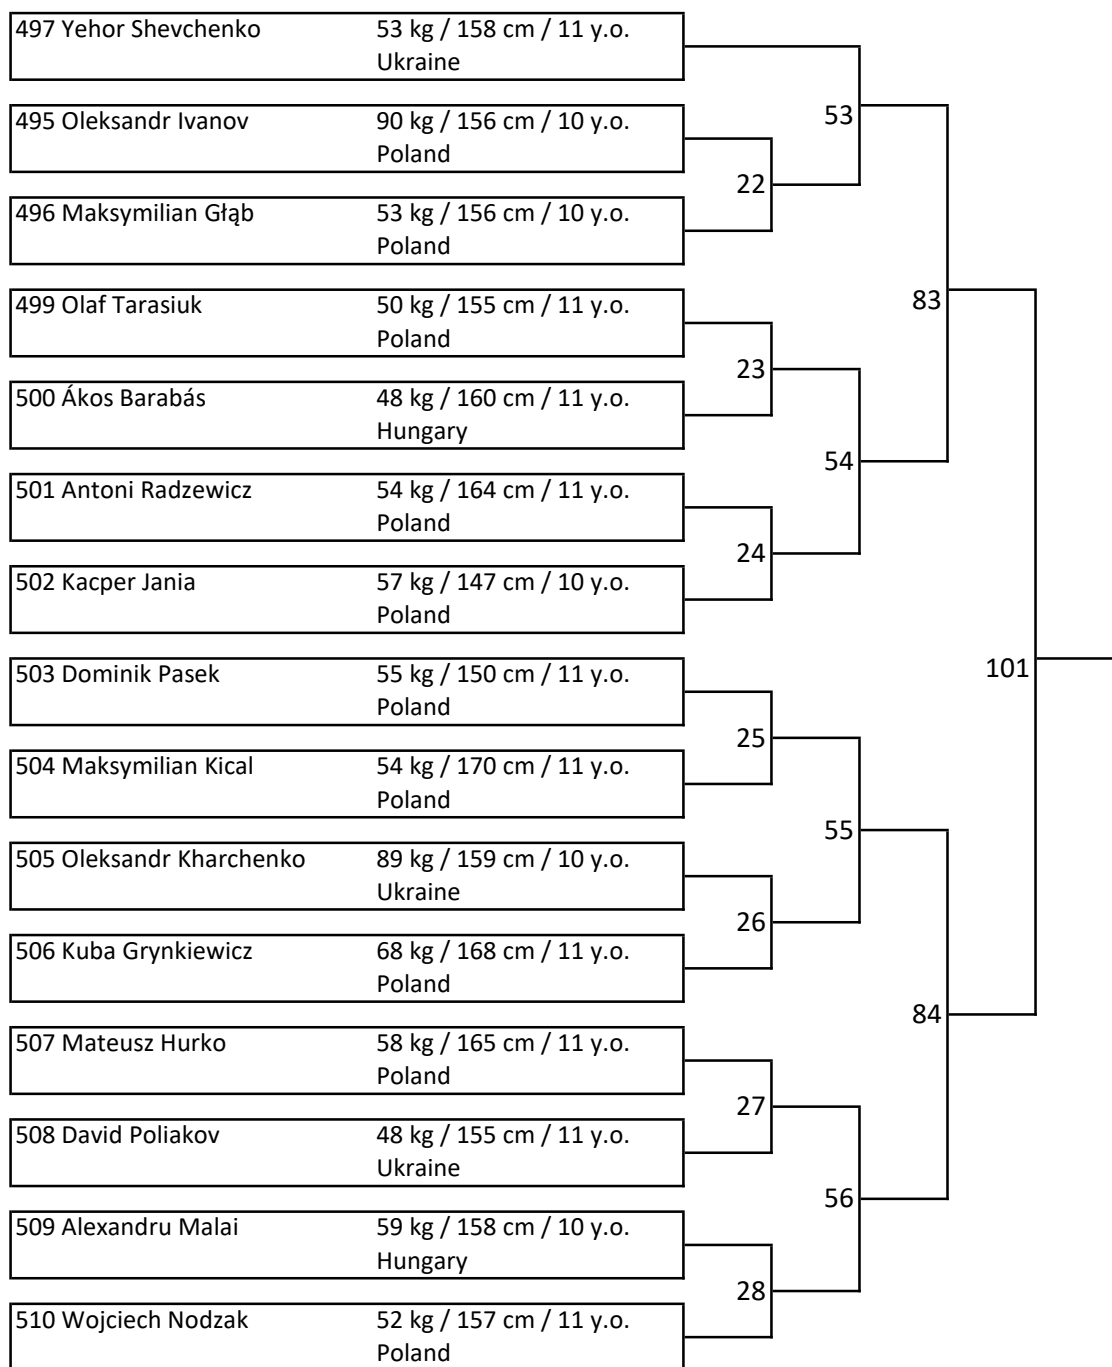 497 Yehor Shevchenko 53 kg / 158 cm / 11 y.o.
Ukraine
53
495 Oleksandr Ivanov 90 kg / 156 cm / 10 y.o.
Poland
22
496 Maksymilian Głąb 53 kg / 156 cm / 10 y.o.
Poland
499 Olaf Tarasiuk 50 kg / 155 cm / 11 y.o.
83
Poland
23
500 Ákos Barabás 48 kg / 160 cm / 11 y.o.
Hungary
54
501 Antoni Radzewicz 54 kg / 164 cm / 11 y.o.
Poland
24
502 Kacper Jania 57 kg / 147 cm / 10 y.o.
Poland
101
503 Dominik Pasek 55 kg / 150 cm / 11 y.o.
Poland
25
504 Maksymilian Kical 54 kg / 170 cm / 11 y.o.
Poland
55
505 Oleksandr Kharchenko 89 kg / 159 cm / 10 y.o.
Ukraine
26
506 Kuba Grynkiewicz 68 kg / 168 cm / 11 y.o.
Poland
84
507 Mateusz Hurko 58 kg / 165 cm / 11 y.o.
Poland
27
508 David Poliakov 48 kg / 155 cm / 11 y.o.
Ukraine
56
509 Alexandru Malai 59 kg / 158 cm / 10 y.o.
Hungary
28
510 Wojciech Nodzak 52 kg / 157 cm / 11 y.o.
Poland